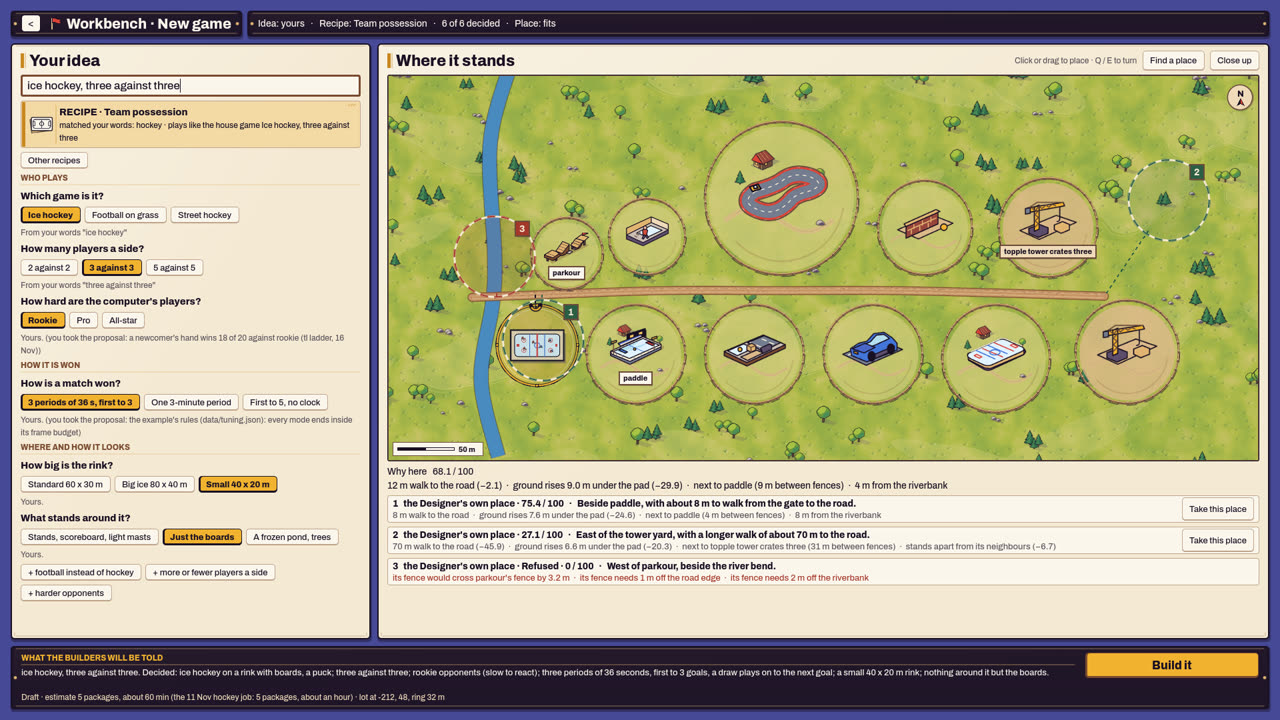 < Workbench · New game
Idea: yours · Recipe: Team possession · 6 of 6 decided · Place: fits
Your idea
ice hockey, three against three
RECIPE · Team possession
matched your words: hockey · plays like the house game Ice hockey, three against
three
Other recipes
WHO PLAYS
Which game is it?
Ice hockey Football on grass Street hockey
From your words "ice hockey"
How many players a side?
2 against 2 3 against 3 5 against 5
From your words "three against three"
How hard are the computer's players?
Rookie Pro All-star
Yours. (you took the proposal: a newcomer's hand wins 18 of 20 against rookie (tl ladder, 16
Nov))
HOW IT IS WON
How is a match won?
3 periods of 36 s, first to 3 One 3-minute period First to 5, no clock
Yours. (you took the proposal: the example's rules (data/tuning.json): every mode ends inside
its frame budget)
WHERE AND HOW IT LOOKS
How big is the rink?
Standard 60 x 30 m Big ice 80 x 40 m Small 40 x 20 m
Yours.
What stands around it?
Stands, scoreboard, light masts Just the boards A frozen pond, trees
Yours.
+ football instead of hockey + more or fewer players a side
+ harder opponents
Where it stands
Click or drag to place · Q / E to turn Find a place Close up
N
2
3
topple tower crates three
parkour
1
paddle
50 m
Why here 68.1 / 100
12 m walk to the road (−2.1) · ground rises 9.0 m under the pad (−29.9) · next to paddle (9 m between fences) · 4 m from the riverbank
1 the Designer's own place · 75.4 / 100 · Beside paddle, with about 8 m to walk from the gate to the road.
8 m walk to the road · ground rises 7.6 m under the pad (−24.6) · next to paddle (4 m between fences) · 8 m from the riverbank
Take this place
2 the Designer's own place · 27.1 / 100 · East of the tower yard, with a longer walk of about 70 m to the road.
70 m walk to the road (−45.9) · ground rises 6.6 m under the pad (−20.3) · next to topple tower crates three (31 m between fences) · stands apart from its neighbours (−6.7)
Take this place
3 the Designer's own place · Refused · 0 / 100 · West of parkour, beside the river bend.
its fence would cross parkour's fence by 3.2 m · its fence needs 1 m off the road edge · its fence needs 2 m off the riverbank
WHAT THE BUILDERS WILL BE TOLD
ice hockey, three against three. Decided: ice hockey on a rink with boards, a puck; three against three; rookie opponents (slow to react); three periods of 36 seconds, first to 3 goals, a draw plays on to the next goal; a small 40 x 20 m rink; nothing around it but the boards.
Draft · estimate 5 packages, about 60 min (the 11 Nov hockey job: 5 packages, about an hour) · lot at -212, 48, ring 32 m
Build it